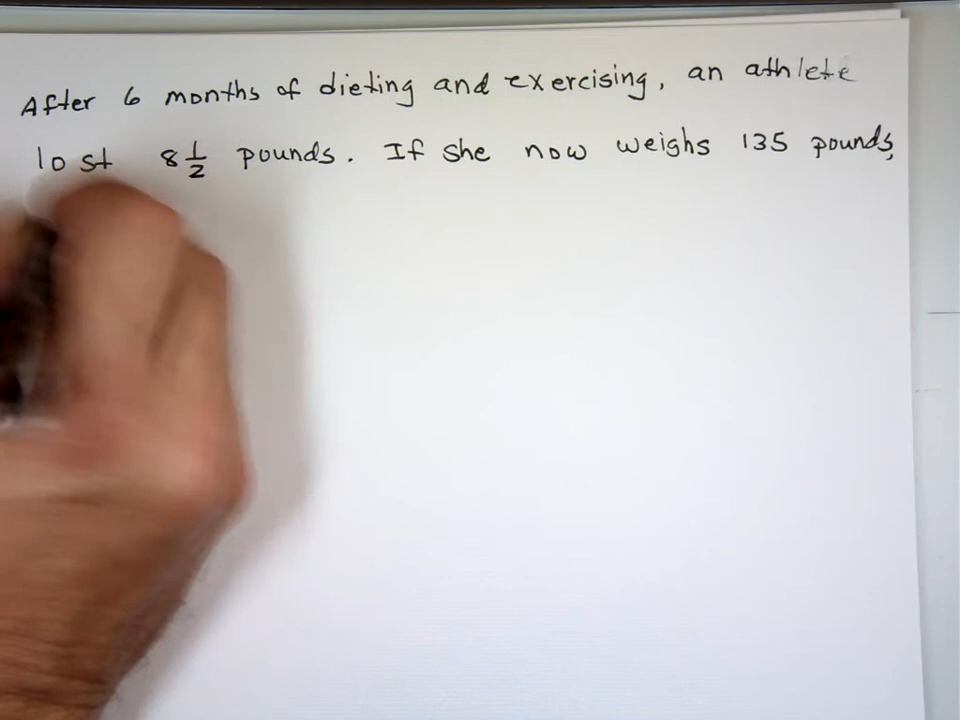 After 6 months of dieting and exercising, an athlete
lost 8 1/2 pounds. If she now weighs 135 pounds,